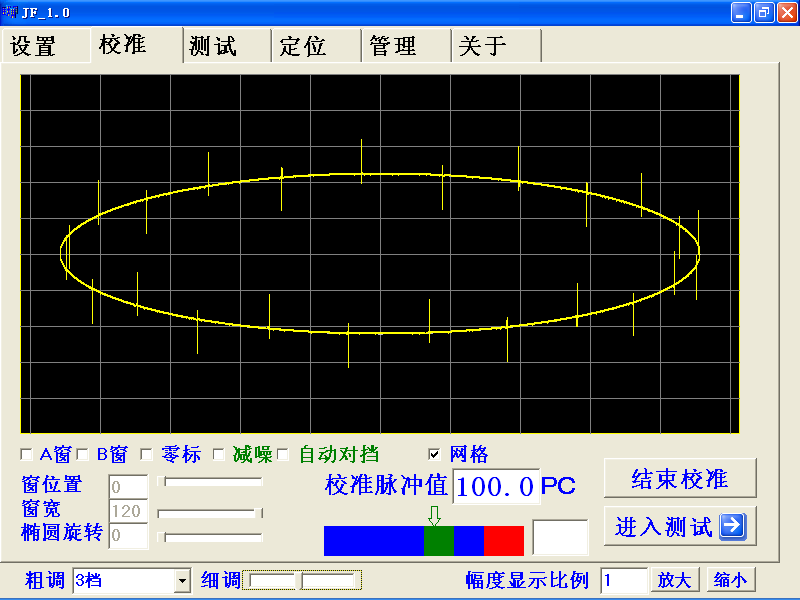 JF_1.0
设置 校准 测试 定位 管理 关于
A窗 B窗 零标 减噪 自动对挡 网格
窗位置 0
窗宽 120
椭圆旋转 0
校准脉冲值 100.0 PC
结束校准
进入测试
粗调 3档 细调 幅度显示比例 1 放大 缩小